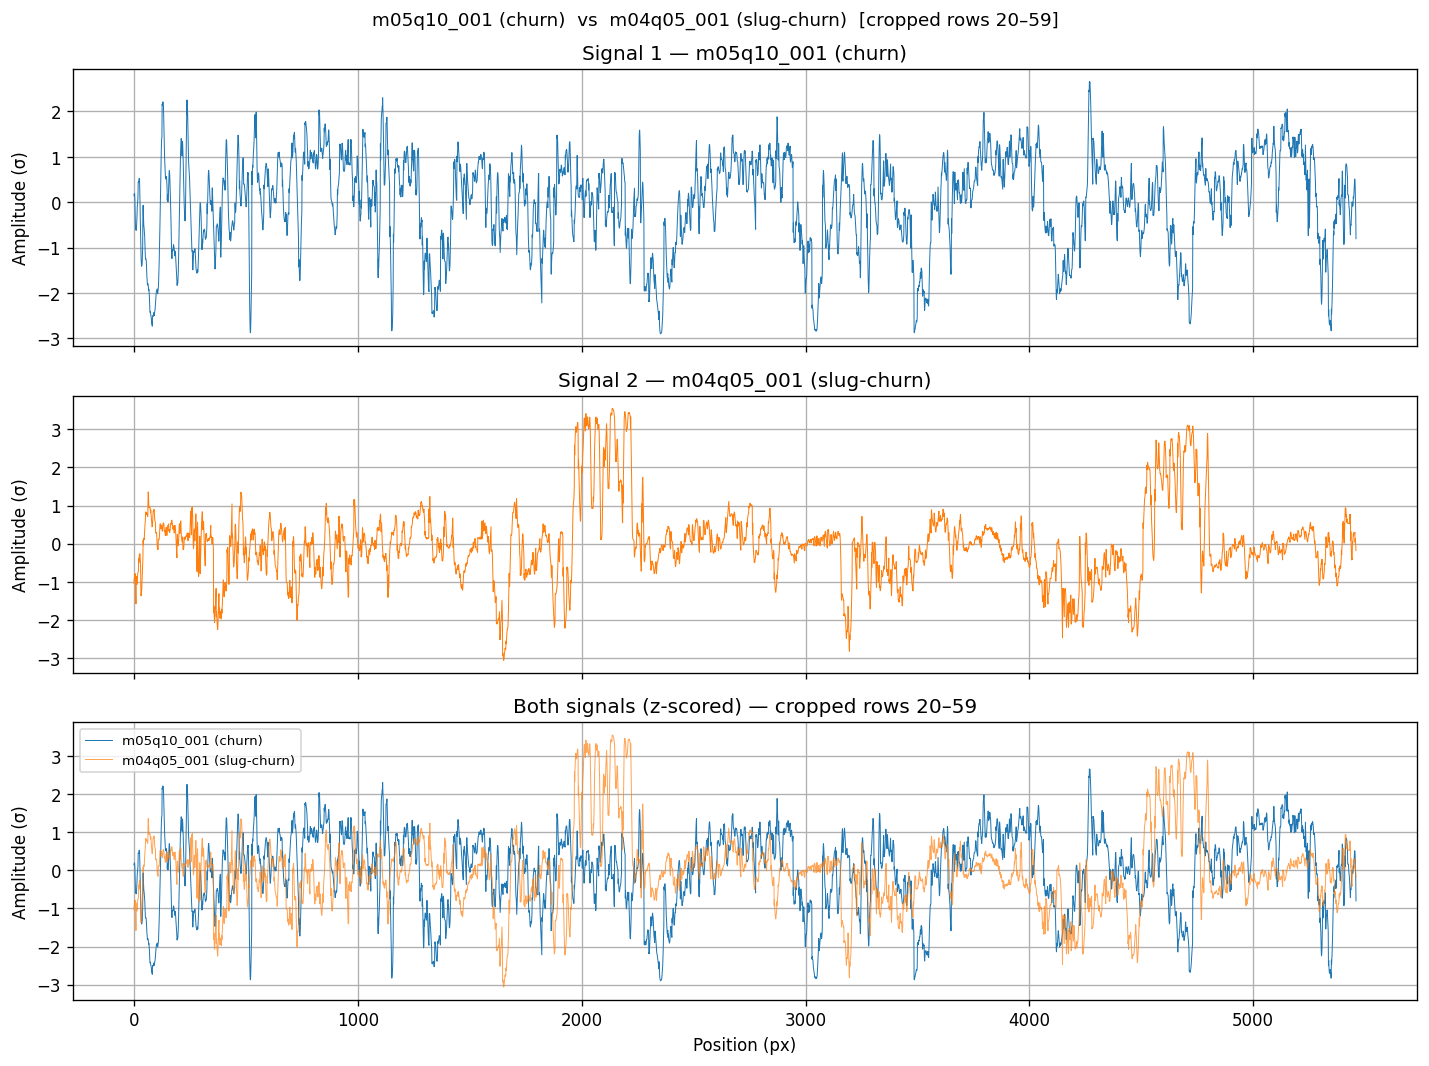 m05q10_001 (churn)  vs  m04q05_001 (slug-churn)  [cropped rows 20–59]
Signal 1 — m05q10_001 (churn)
Amplitude (σ)
2
1
0
−1
−2
−3
Signal 2 — m04q05_001 (slug-churn)
Amplitude (σ)
3
2
1
0
−1
−2
−3
Both signals (z-scored) — cropped rows 20–59
m05q10_001 (churn)
m04q05_001 (slug-churn)
Amplitude (σ)
3
2
1
0
−1
−2
−3
0 1000 2000 3000 4000 5000
Position (px)